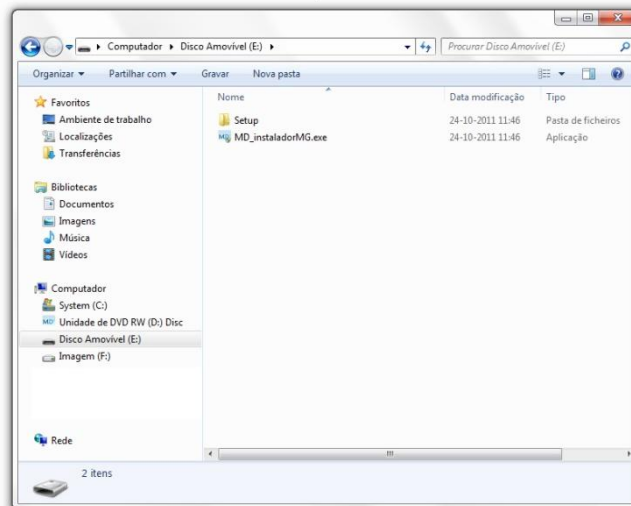 Computador ▸ Disco Amovível (E:) ▸
Procurar Disco Amovível (E:)
Organizar
Partilhar com
Gravar
Nova pasta
Favoritos
Ambiente de trabalho
Localizações
Transferências
Bibliotecas
Documentos
Imagens
Música
Vídeos
Computador
System (C:)
Unidade de DVD RW (D:) Disc
Disco Amovível (E:)
Imagem (F:)
Rede
Nome Data modificação Tipo
Setup 24-10-2011 11:46 Pasta de ficheiros
MD_instaladorMG.exe 24-10-2011 11:46 Aplicação
2 itens